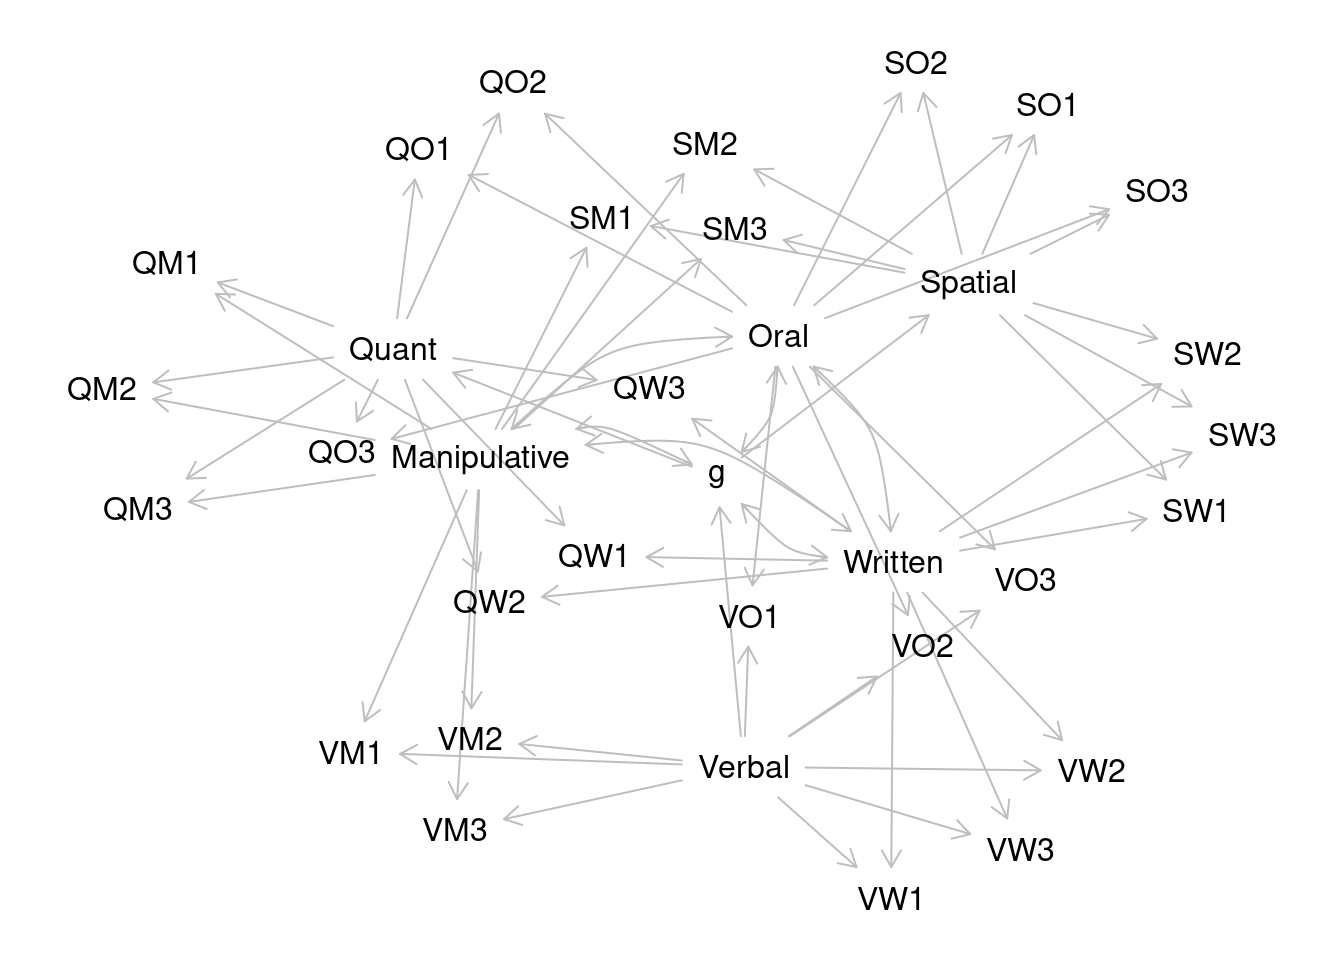 SO2
QO2
SO1
SM2
QO1
SO3
SM1
SM3
QM1
Spatial
Oral
Quant
SW2
QM2
QW3
SW3
QO3
Manipulative
g
QM3
SW1
QW1
Written
VO3
QW2
VO1
VO2
VM2
VM1
Verbal
VW2
VM3
VW3
VW1